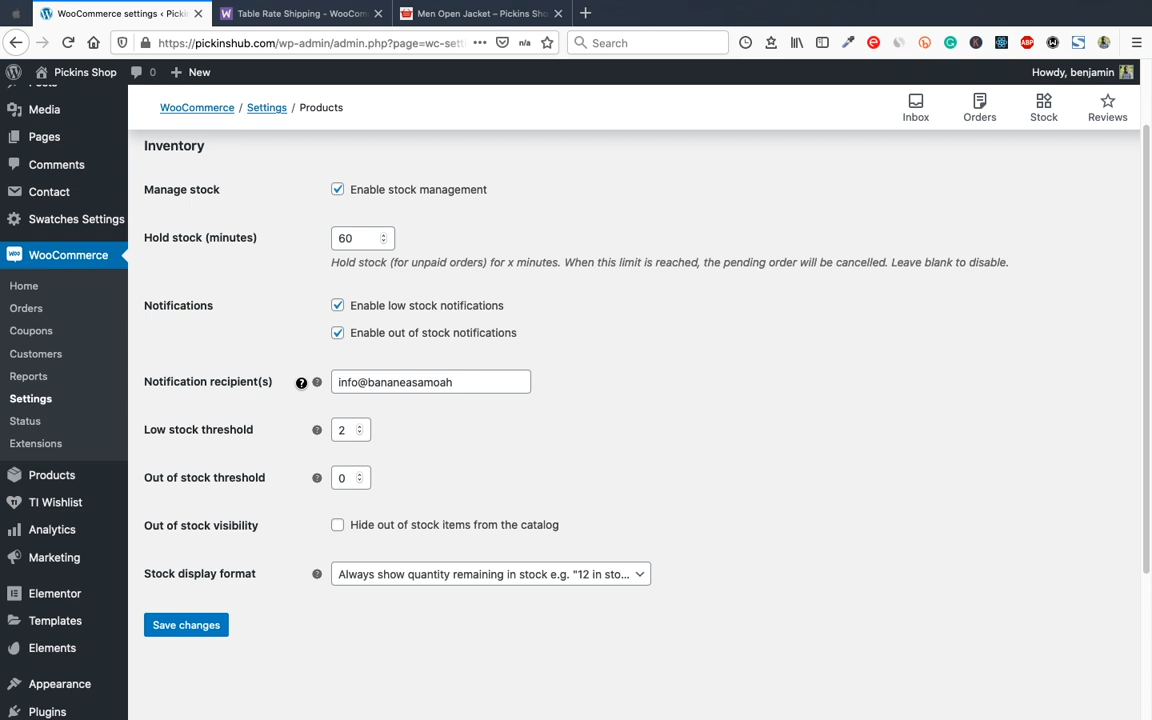 WooCommerce settings ‹ Pickin
Table Rate Shipping - WooCom
Men Open Jacket – Pickins Sho
https://pickinshub.com/wp-admin/admin.php?page=wc-sett
n/a
Search
ABP
Pickins Shop
0
New
Howdy, benjamin
Posts
Media
Pages
Comments
Contact
Swatches Settings
WooCommerce
Home
Orders
Coupons
Customers
Reports
Settings
Status
Extensions
Products
TI Wishlist
Analytics
Marketing
Elementor
Templates
Elements
Appearance
Plugins
WooCommerce / Settings / Products
Inbox
Orders
Stock
Reviews
Inventory
Manage stock
Enable stock management
Hold stock (minutes)
60
Hold stock (for unpaid orders) for x minutes. When this limit is reached, the pending order will be cancelled. Leave blank to disable.
Notifications
Enable low stock notifications
Enable out of stock notifications
Notification recipient(s)
info@bananeasamoah
Low stock threshold
2
Out of stock threshold
0
Out of stock visibility
Hide out of stock items from the catalog
Stock display format
Always show quantity remaining in stock e.g. "12 in sto...
Save changes